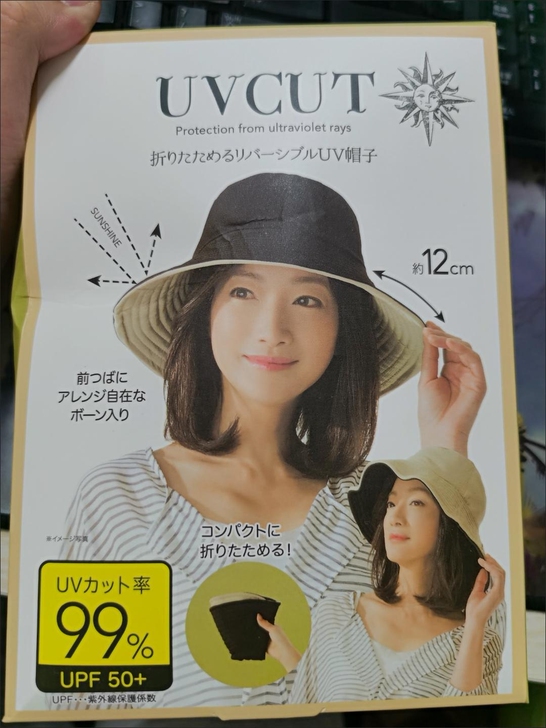 UVCUT
Protection from ultraviolet rays
折りたためるリバーシブルUV帽子
SUNSHINE
約12cm
前つばに
アレンジ自在な
ボーン入り
※イメージ写真
コンパクトに
折りたためる!
UVカット率
99%
UPF 50+
UPF・・・紫外線保護係数